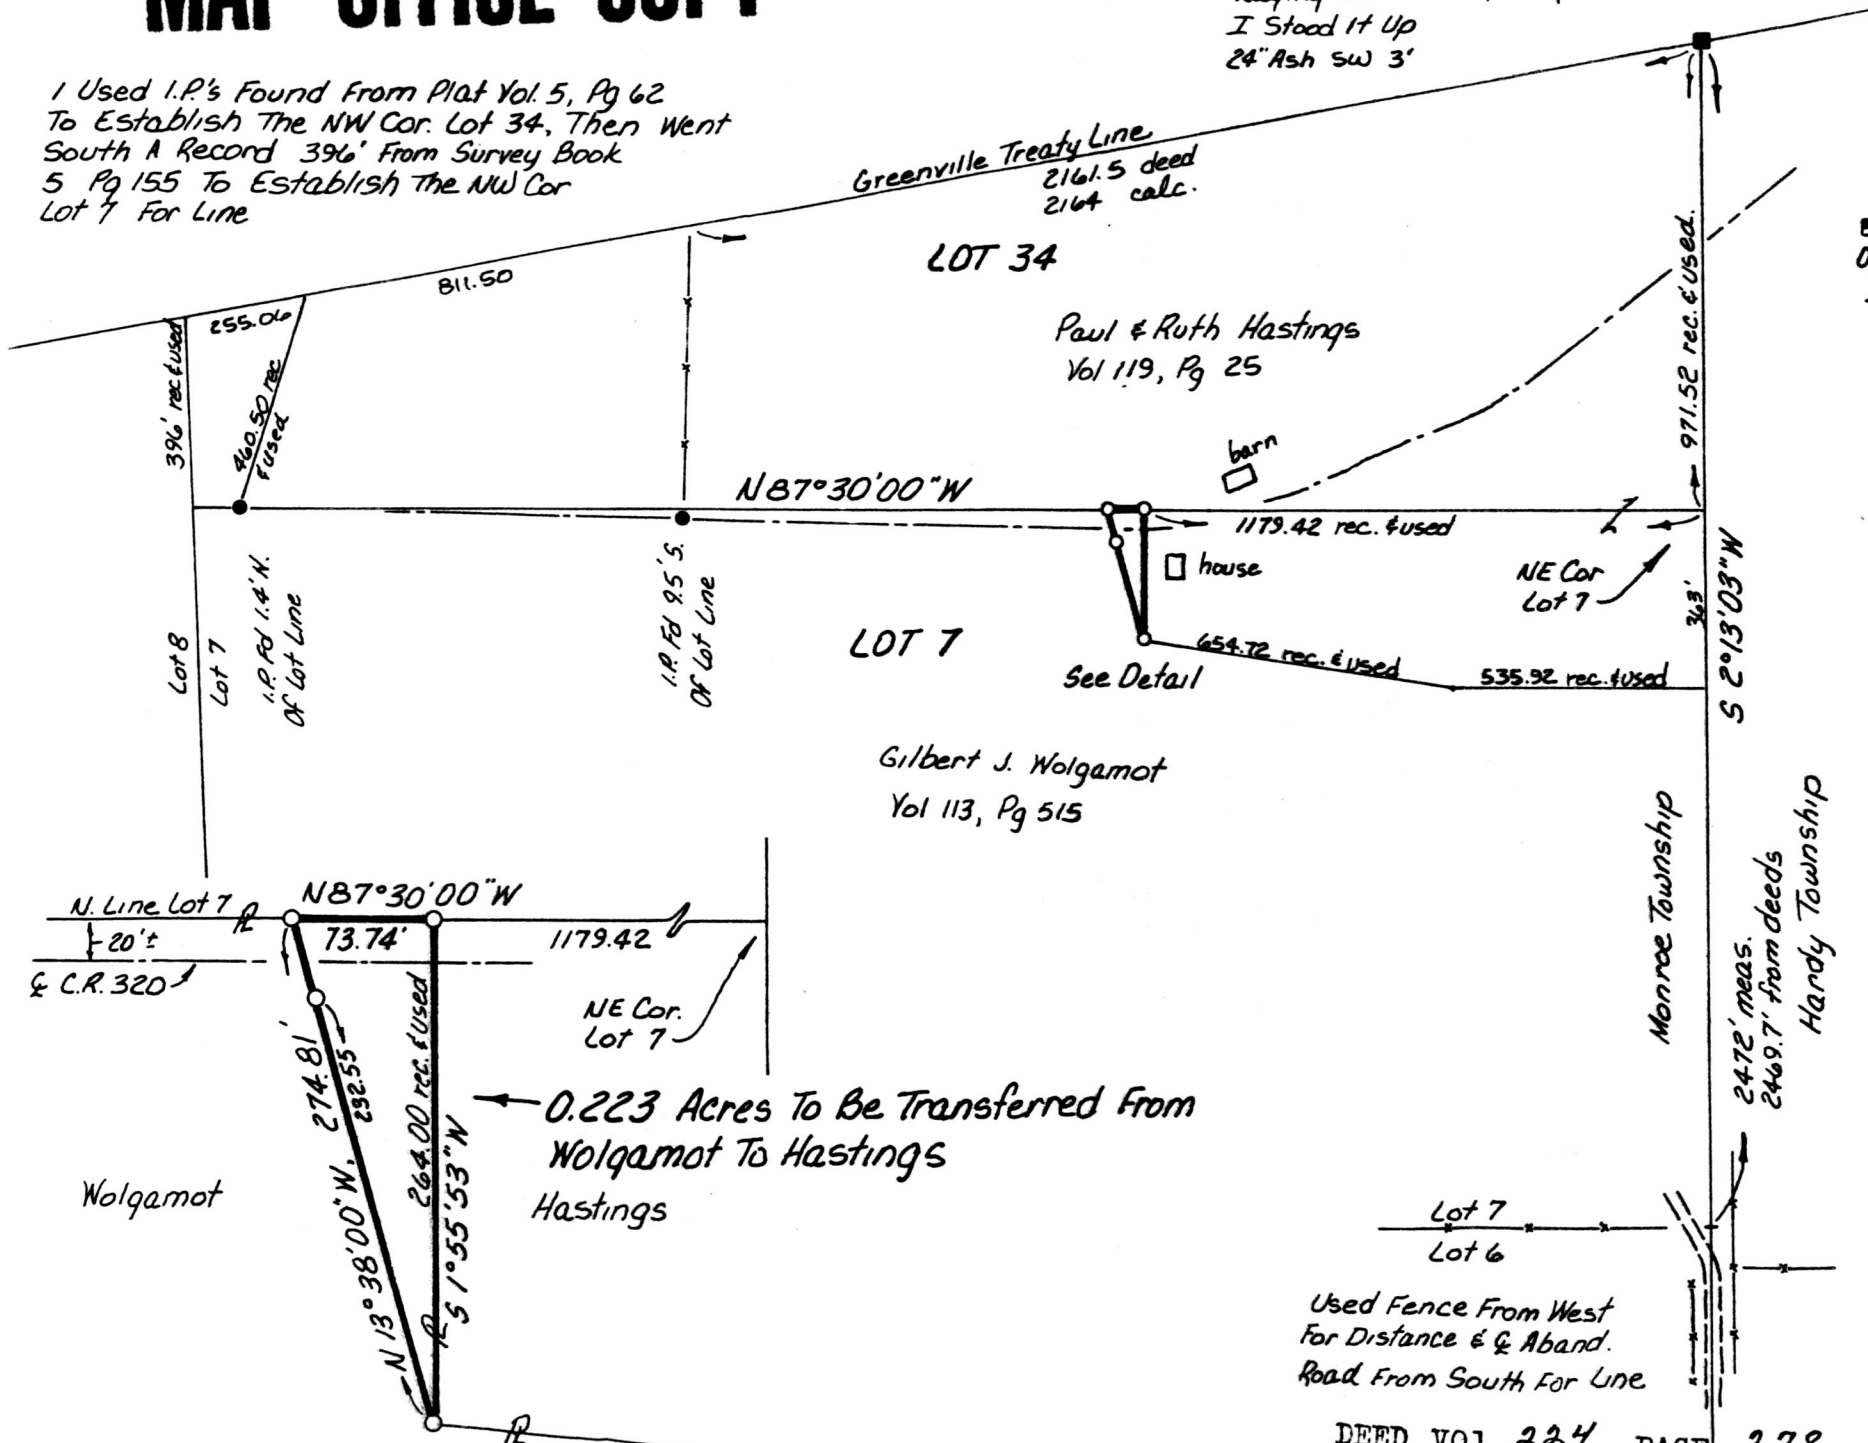 MAP OFFICE COPY
I Stood It Up
24" Ash SW 3'
1 Used I.P.'s Found From Plat Vol. 5, Pg 62
To Establish The NW Cor. Lot 34, Then Went
South A Record 396' From Survey Book
5 Pg 155 To Establish The NW Cor
Lot 7 For Line
Greenville Treaty Line
2161.5 deed
2164 calc.
LOT 34
811.50
255.06
396' rec & used
460.50 rec
& used
Paul & Ruth Hastings
Vol 119, Pg 25
971.52 rec. & used.
barn
N87°30'00"W
1179.42 rec. & used
house
NE Cor
Lot 7
363'
S 2°13'03"W
Lot 8
Lot 7
I.P. Fd 1.4' N.
Of Lot Line
I.P. Fd 9.5' S.
Of Lot Line
LOT 7
See Detail
654.72 rec. & used
535.92 rec. & used
Gilbert J. Wolgamot
Vol 113, Pg 515
Monroe Township
2472' meas.
2469.7' from deeds
Hardy Township
N. Line Lot 7
PL
N87°30'00"W
20'±
73.74'
1179.42
CL C.R. 320
NE Cor.
Lot 7
274.81'
232.55
264.00 rec. & used
N 13°38'00"W,
S 1°55'53"W
PL
0.223 Acres To Be Transferred From
Wolgamot To Hastings
Wolgamot
Hastings
Lot 7
Lot 6
Used Fence From West
For Distance & CL Aband.
Road From South For Line
PL
DEED VOL 224 PAGE 278